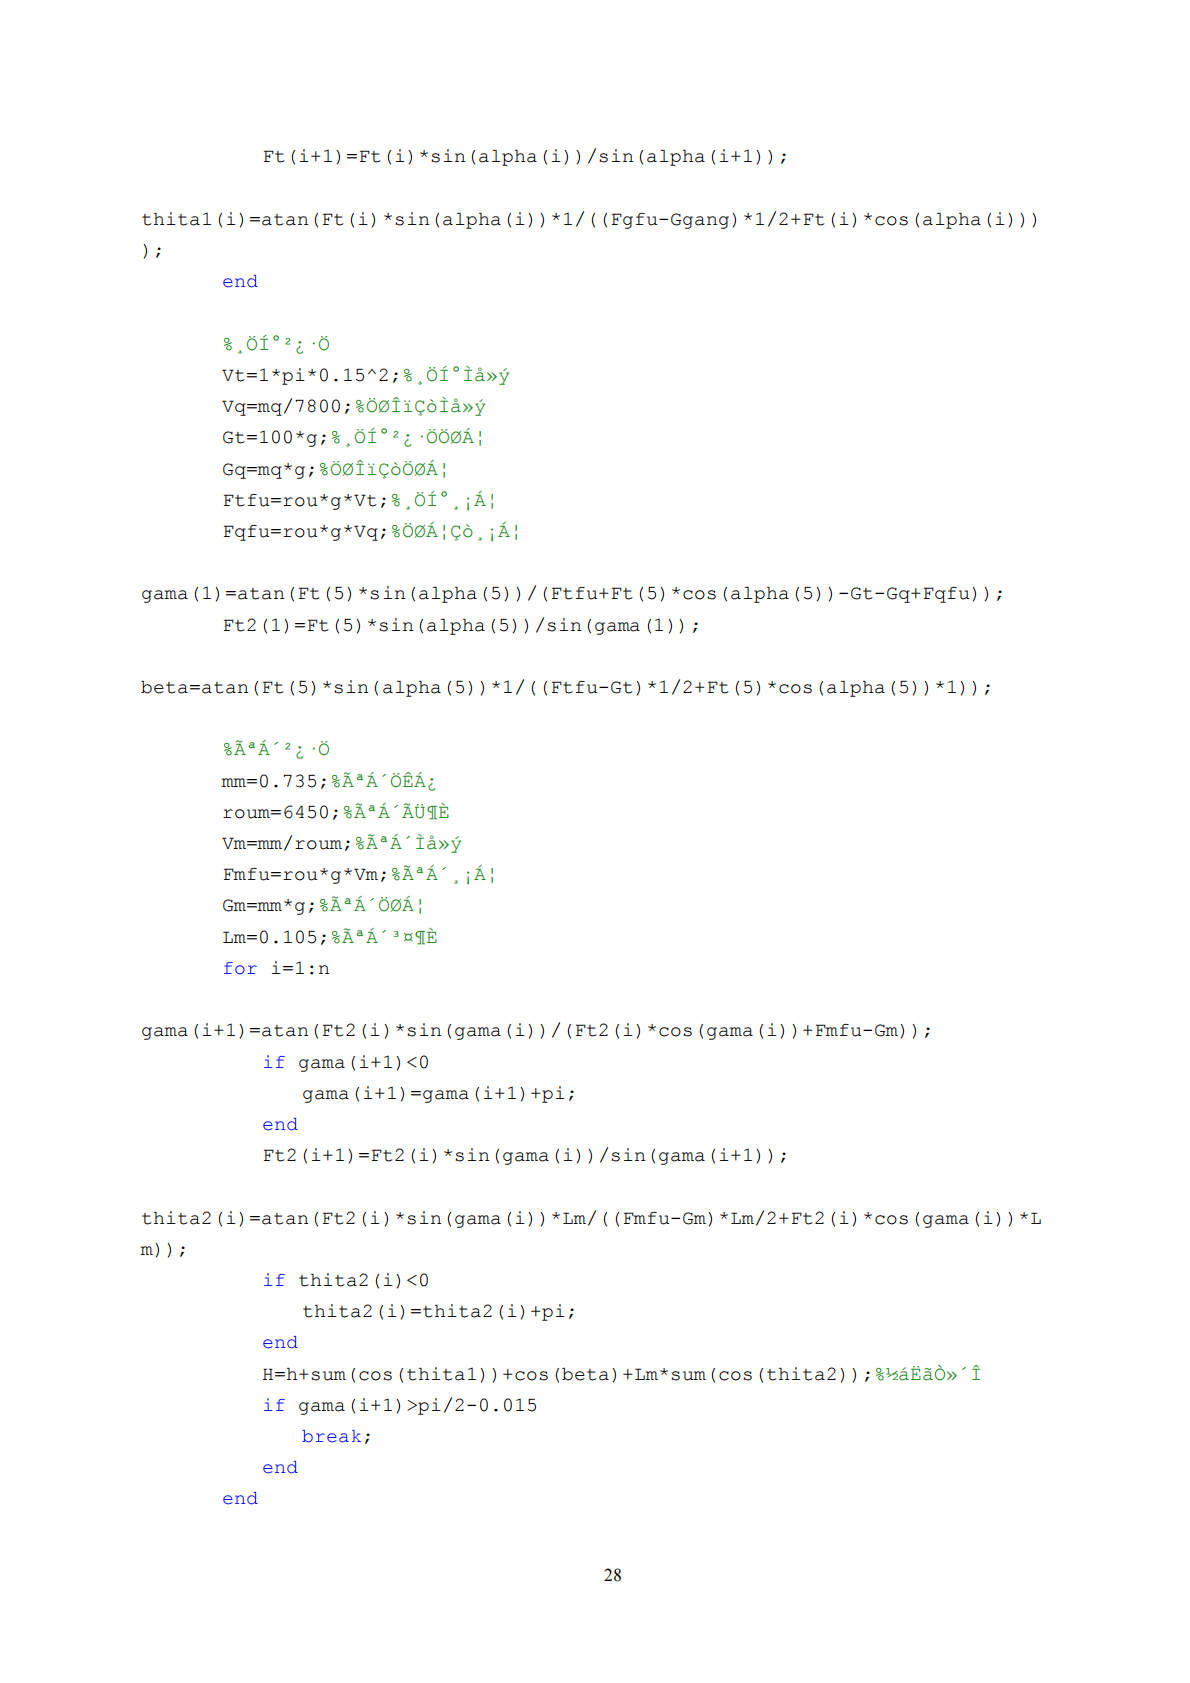 Ft(i+1)=Ft(i)*sin(alpha(i))/sin(alpha(i+1));
thita1(i)=atan(Ft(i)*sin(alpha(i))*1/((Fgfu-Ggang)*1/2+Ft(i)*cos(alpha(i)))
);
end
%¸ÖÍ°²¿·Ö
Vt=1*pi*0.15^2;%¸ÖÍ°Ìå»ý
Vq=mq/7800;%ÖØÎïÇòÌå»ý
Gt=100*g;%¸ÖÍ°²¿·ÖÖØÁ¦
Gq=mq*g;%ÖØÎïÇòÖØÁ¦
Ftfu=rou*g*Vt;%¸ÖÍ°¸¡Á¦
Fqfu=rou*g*Vq;%ÖØÁ¦Çò¸¡Á¦
gama(1)=atan(Ft(5)*sin(alpha(5))/(Ftfu+Ft(5)*cos(alpha(5))-Gt-Gq+Fqfu));
Ft2(1)=Ft(5)*sin(alpha(5))/sin(gama(1));
beta=atan(Ft(5)*sin(alpha(5))*1/((Ftfu-Gt)*1/2+Ft(5)*cos(alpha(5))*1));
%ÃªÁ´²¿·Ö
mm=0.735;%ÃªÁ´ÖÊÁ¿
roum=6450;%ÃªÁ´ÃÜ¶È
Vm=mm/roum;%ÃªÁ´Ìå»ý
Fmfu=rou*g*Vm;%ÃªÁ´¸¡Á¦
Gm=mm*g;%ÃªÁ´ÖØÁ¦
Lm=0.105;%ÃªÁ´³¤¶È
for i=1:n
gama(i+1)=atan(Ft2(i)*sin(gama(i))/(Ft2(i)*cos(gama(i))+Fmfu-Gm));
if gama(i+1)<0
gama(i+1)=gama(i+1)+pi;
end
Ft2(i+1)=Ft2(i)*sin(gama(i))/sin(gama(i+1));
thita2(i)=atan(Ft2(i)*sin(gama(i))*Lm/((Fmfu-Gm)*Lm/2+Ft2(i)*cos(gama(i))*L
m));
if thita2(i)<0
thita2(i)=thita2(i)+pi;
end
H=h+sum(cos(thita1))+cos(beta)+Lm*sum(cos(thita2));%½áËãÒ»´Î
if gama(i+1)>pi/2-0.015
break;
end
end
28